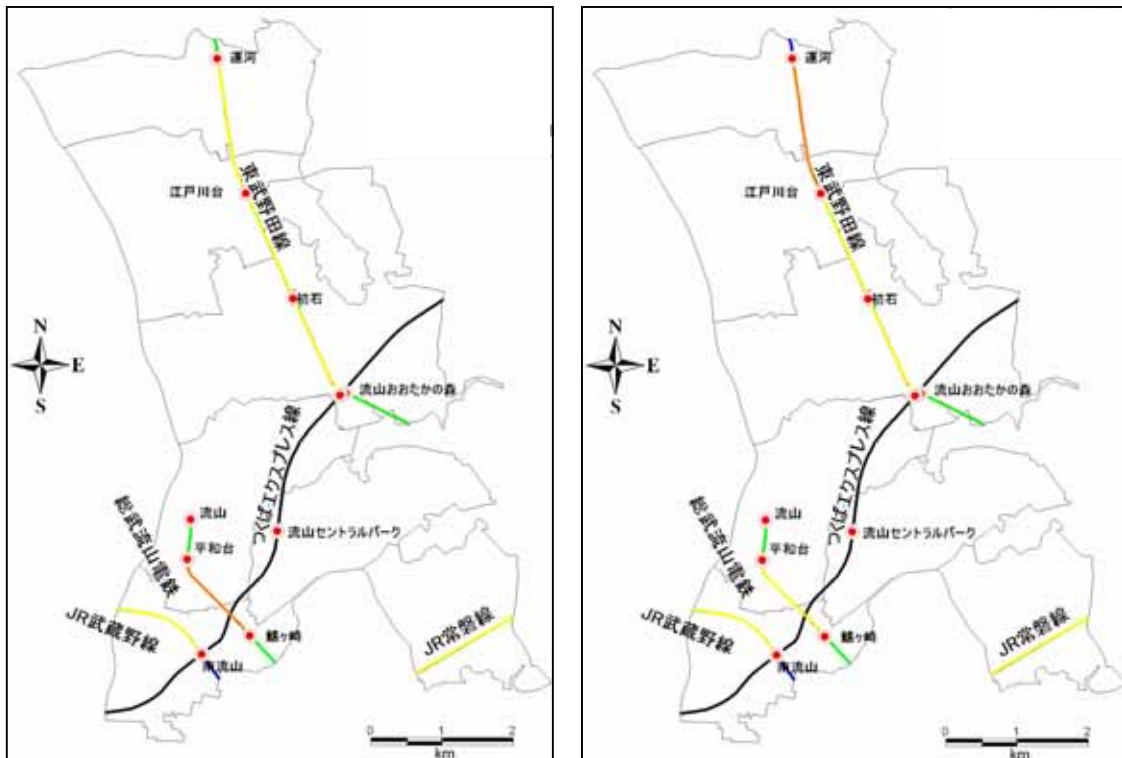 運河
江戸川台
東武野田線
初石
N
E
S
流山おおたかの森
つくばエクスプレス線
流山
総武流山電鉄
平和台
流山セントラルパーク
JR武蔵野線
鰭ヶ崎
南流山
JR常磐線
0 1 2
km
運河
江戸川台
東武野田線
初石
N
E
S
流山おおたかの森
つくばエクスプレス線
流山
総武流山電鉄
平和台
流山セントラルパーク
JR武蔵野線
鰭ヶ崎
南流山
JR常磐線
0 1 2
km